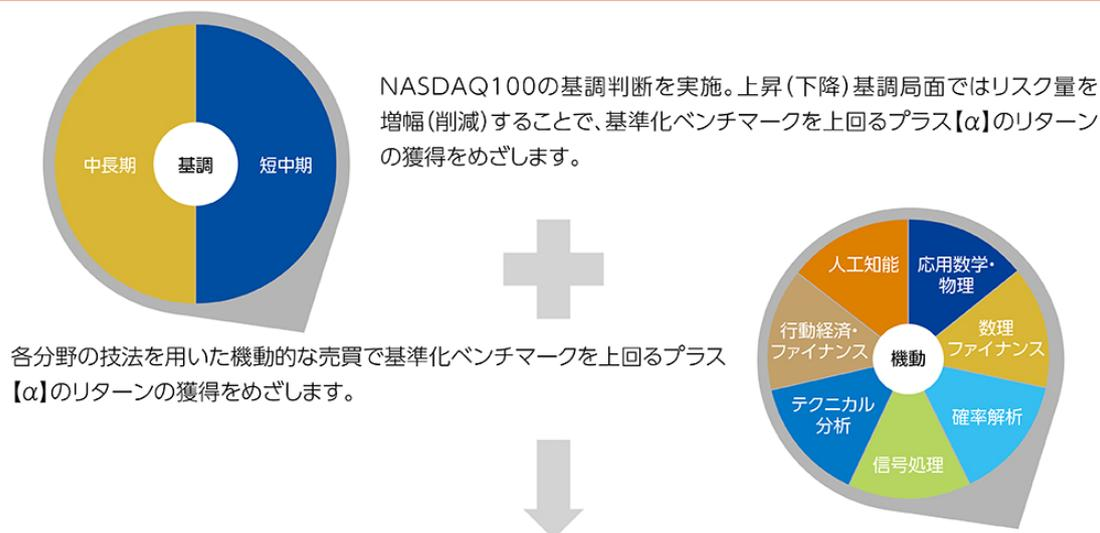 中長期
基調
短中期
NASDAQ100の基調判断を実施。上昇(下降)基調局面ではリスク量を
増幅(削減)することで、基準化ベンチマークを上回るプラス【α】のリターン
の獲得をめざします。
各分野の技法を用いた機動的な売買で基準化ベンチマークを上回るプラス
【α】のリターンの獲得をめざします。
人工知能
応用数学・
物理
行動経済・
ファイナンス
機動
数理
ファイナンス
テクニカル
分析
確率解析
信号処理